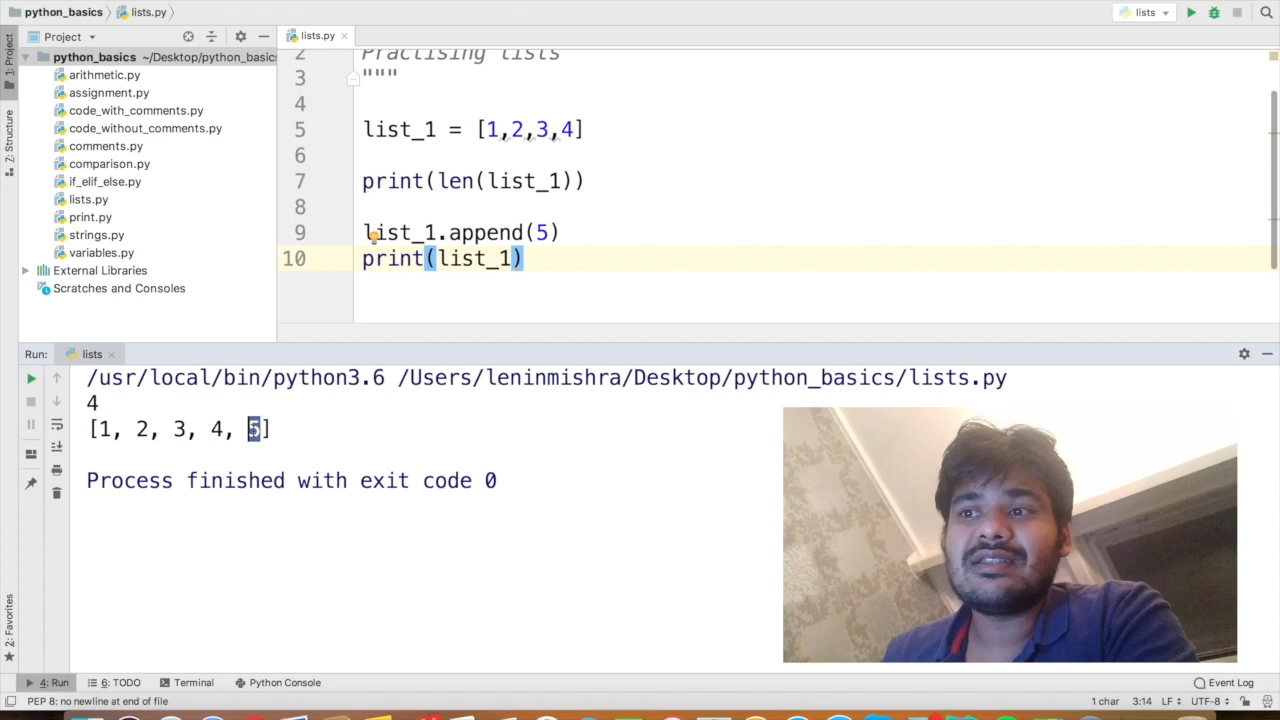 python_basics lists.py lists
1: Project
Project
lists.py
python_basics ~/Desktop/python_basics
arithmetic.py
assignment.py
code_with_comments.py
code_without_comments.py
comments.py
comparison.py
if_elif_else.py
lists.py
print.py
strings.py
variables.py
External Libraries
Scratches and Consoles
Z: Structure
2 Practising lists
3 """
4
5 list_1 = [1,2,3,4]
6
7 print(len(list_1))
8
9 list_1.append(5)
10 print(list_1)
Run: lists
/usr/local/bin/python3.6 /Users/leninmishra/Desktop/python_basics/lists.py
4
[1, 2, 3, 4, 5]
Process finished with exit code 0
2: Favorites
4: Run 6: TODO Terminal Python Console Event Log
PEP 8: no newline at end of file 1 char 3:14 LF UTF-8